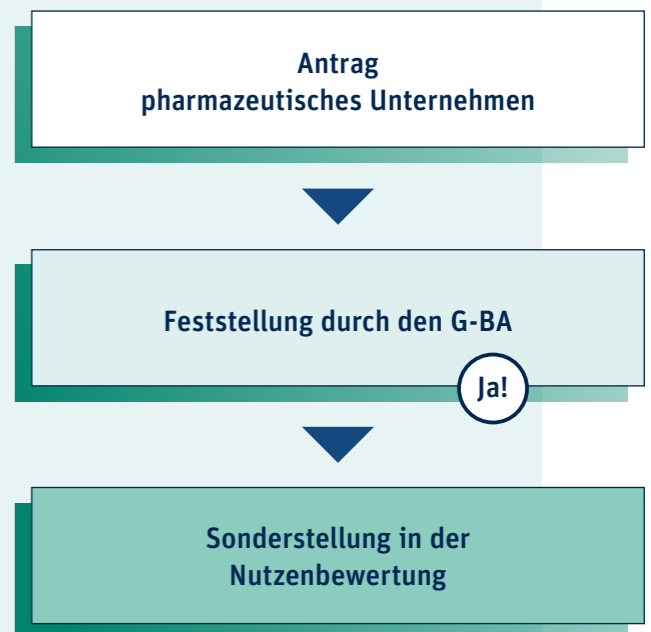 Antrag
pharmazeutisches Unternehmen
Feststellung durch den G-BA
Ja!
Sonderstellung in der
Nutzenbewertung